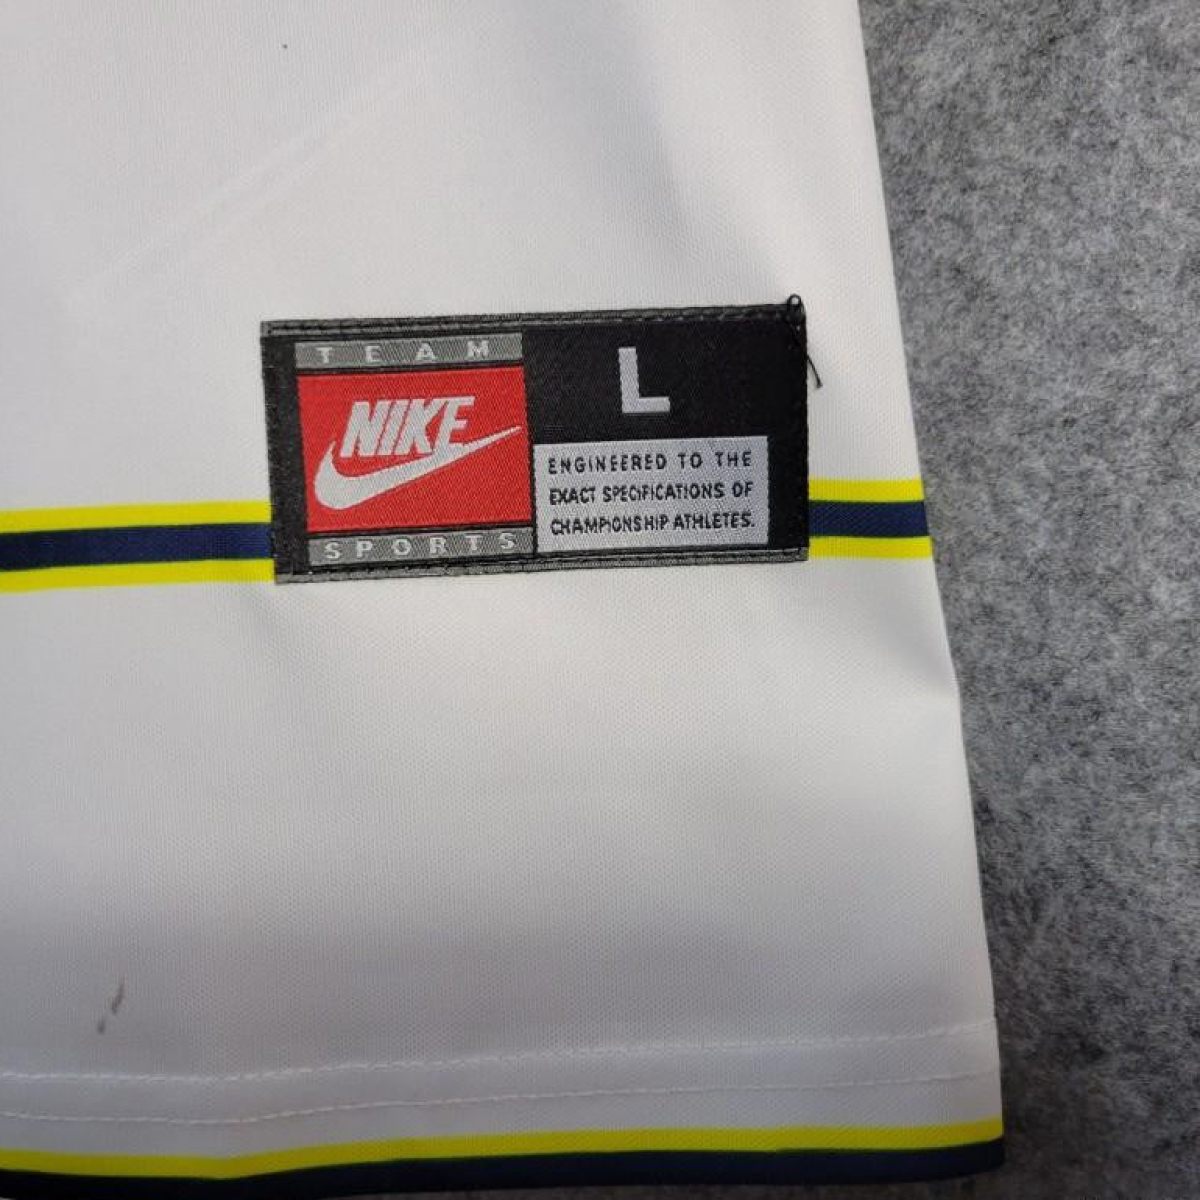 TEAM
NIKE
SPORTS
L
ENGINEERED TO THE
EXACT SPECIFICATIONS OF
CHAMPIONSHIP ATHLETES.